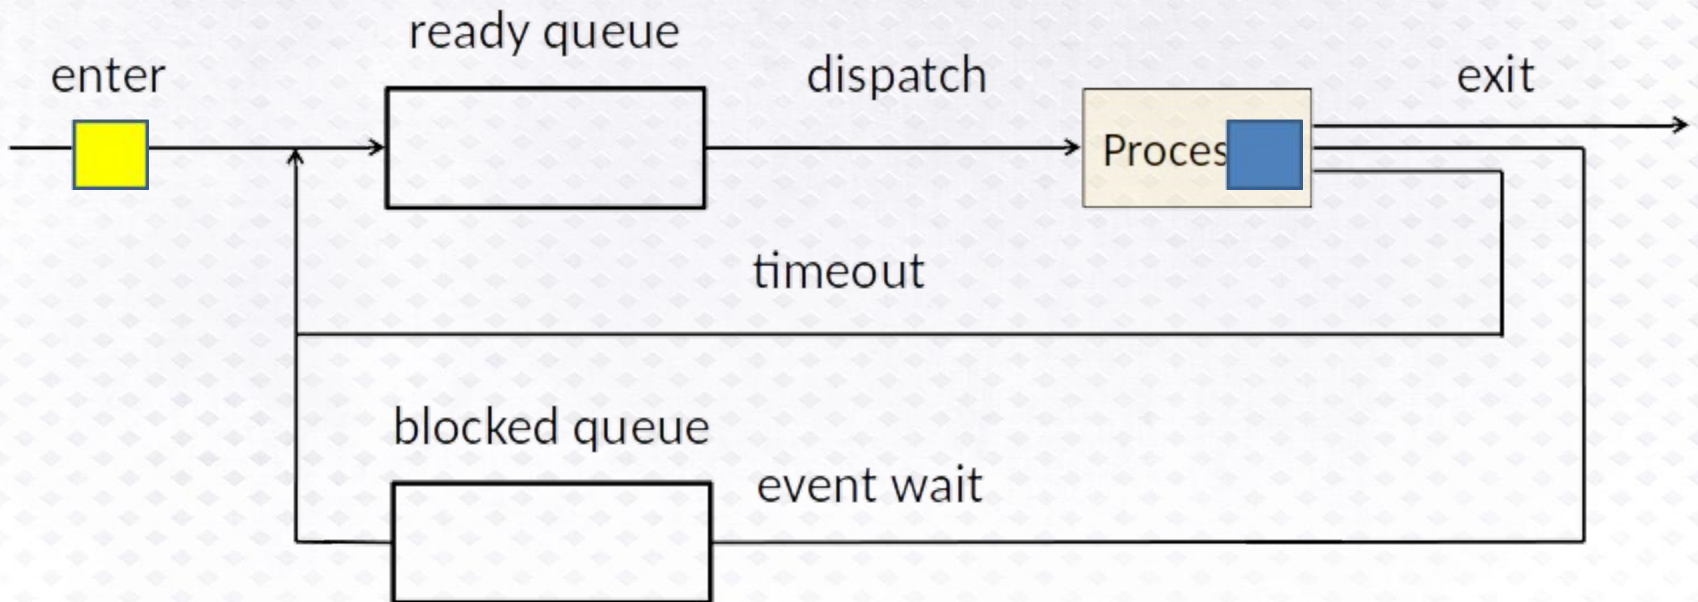 ready queue
enter
dispatch
exit
Proces
timeout
blocked queue
event wait